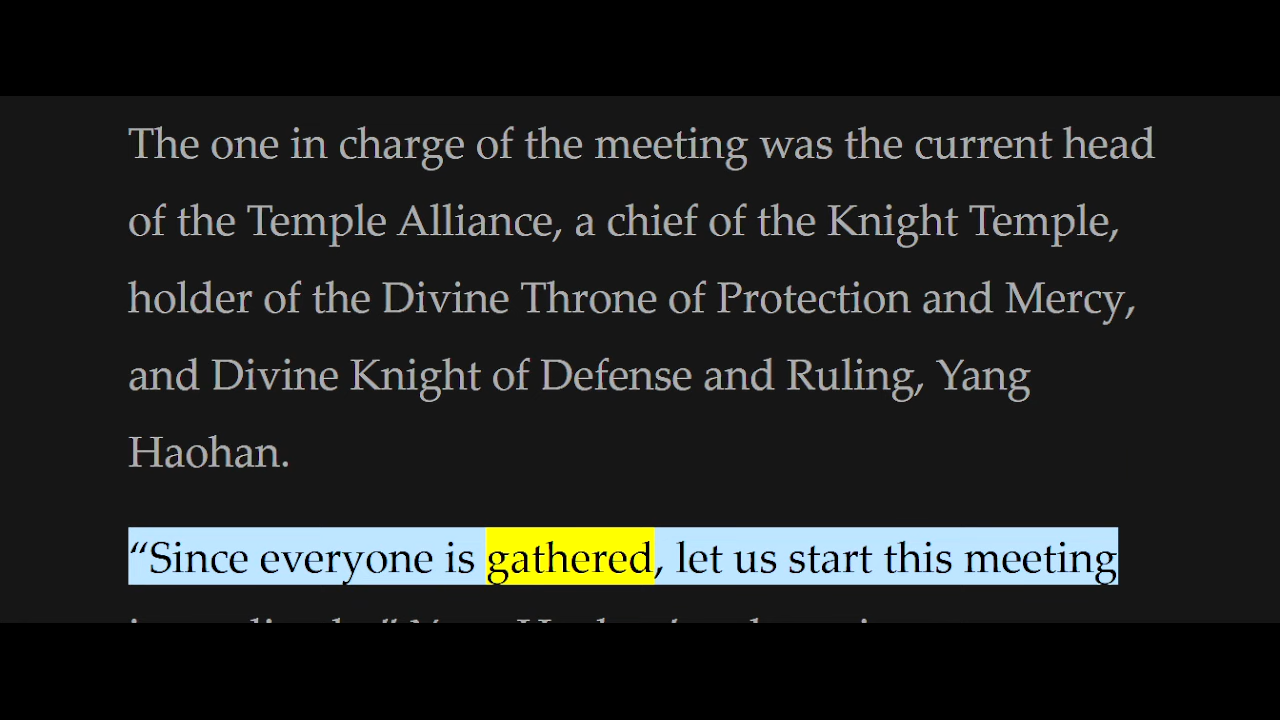 The one in charge of the meeting was the current head
of the Temple Alliance, a chief of the Knight Temple,
holder of the Divine Throne of Protection and Mercy,
and Divine Knight of Defense and Ruling, Yang
Haohan.
“Since everyone is gathered, let us start this meeting